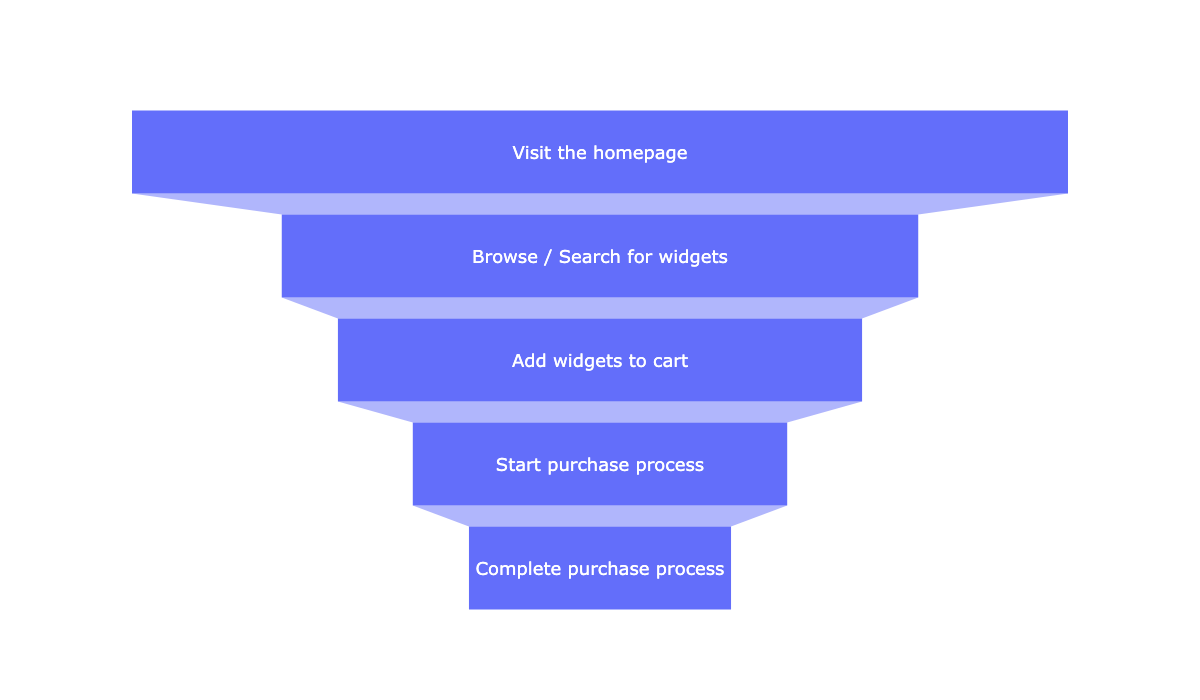 Visit the homepage
Browse / Search for widgets
Add widgets to cart
Start purchase process
Complete purchase process